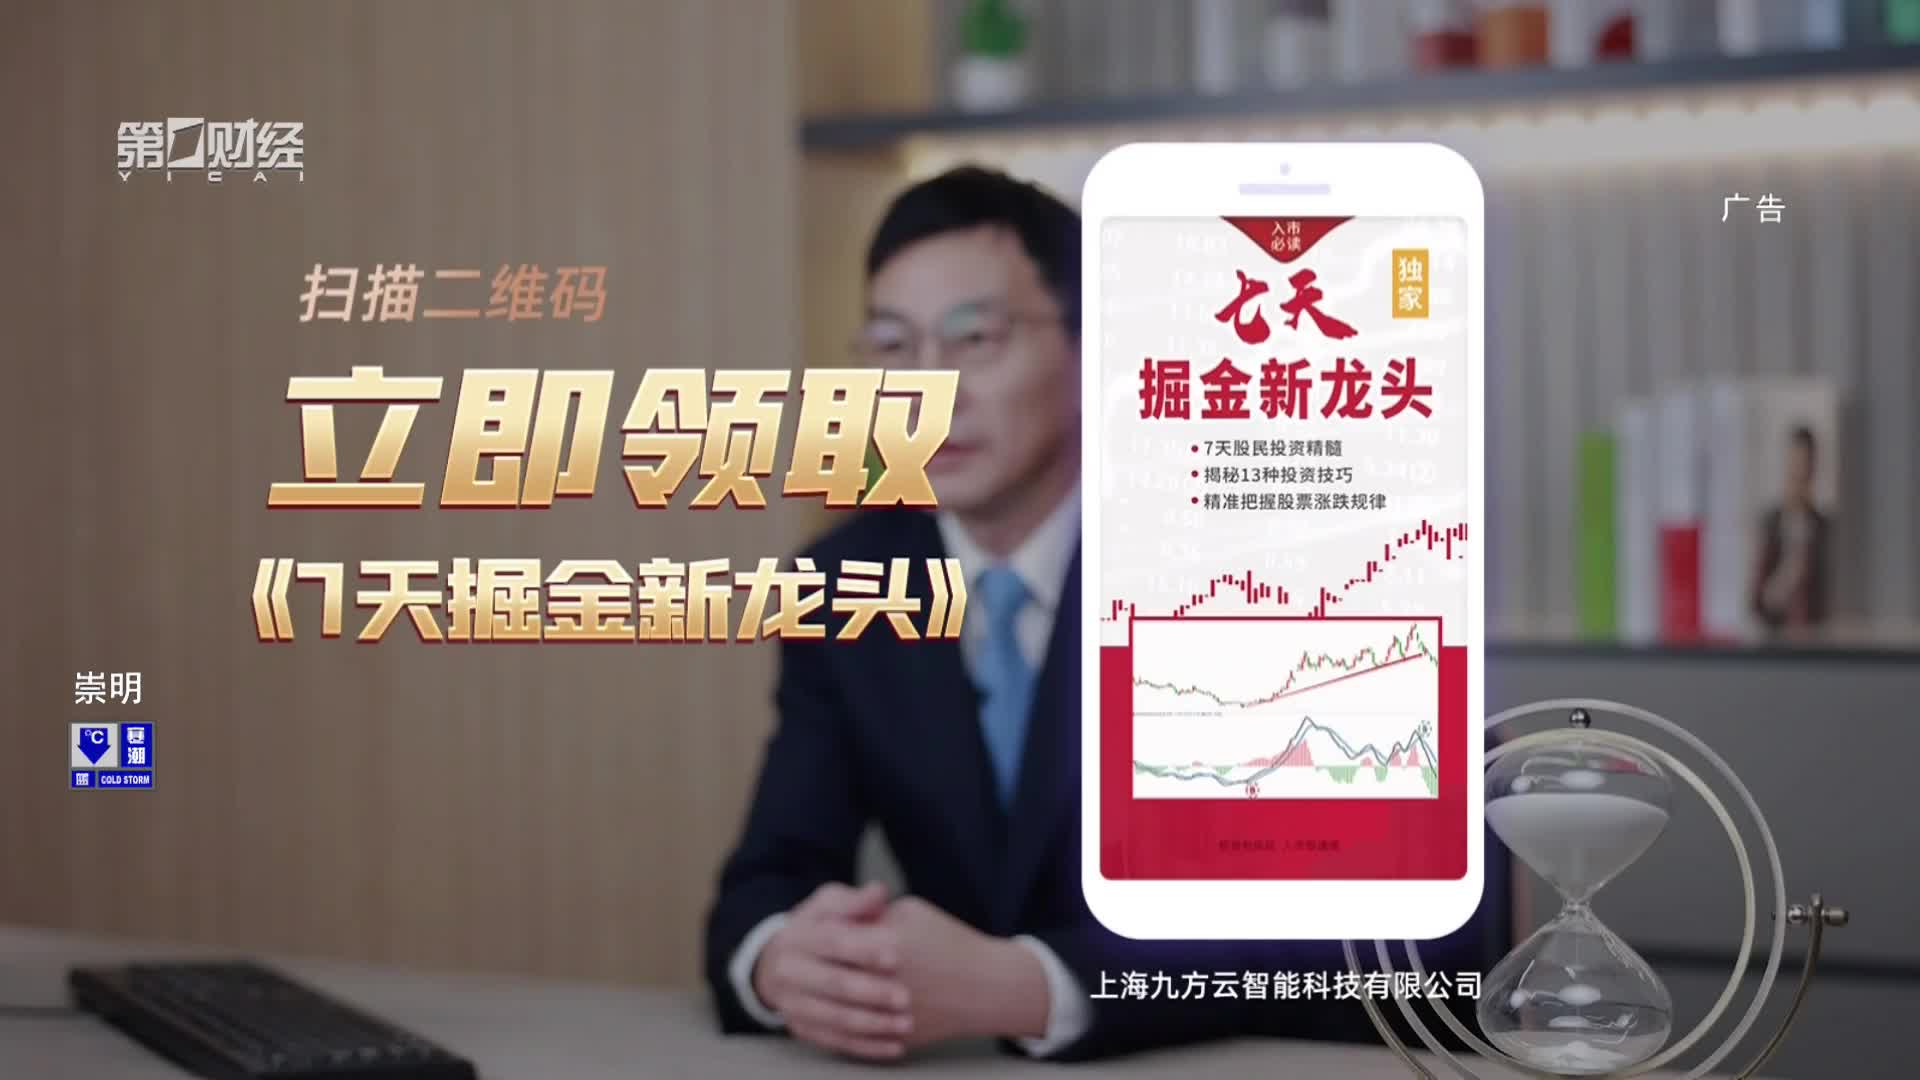 第一财经
YICAI
广告
扫描二维码
立即领取
《7天掘金新龙头》
入市
必读
独家
七天
掘金新龙头
• 7天股民投资精髓
• 揭秘13种投资技巧
• 精准把握股票涨跌规律
崇明
°C
寒潮
蓝
COLD STORM
上海九方云智能科技有限公司